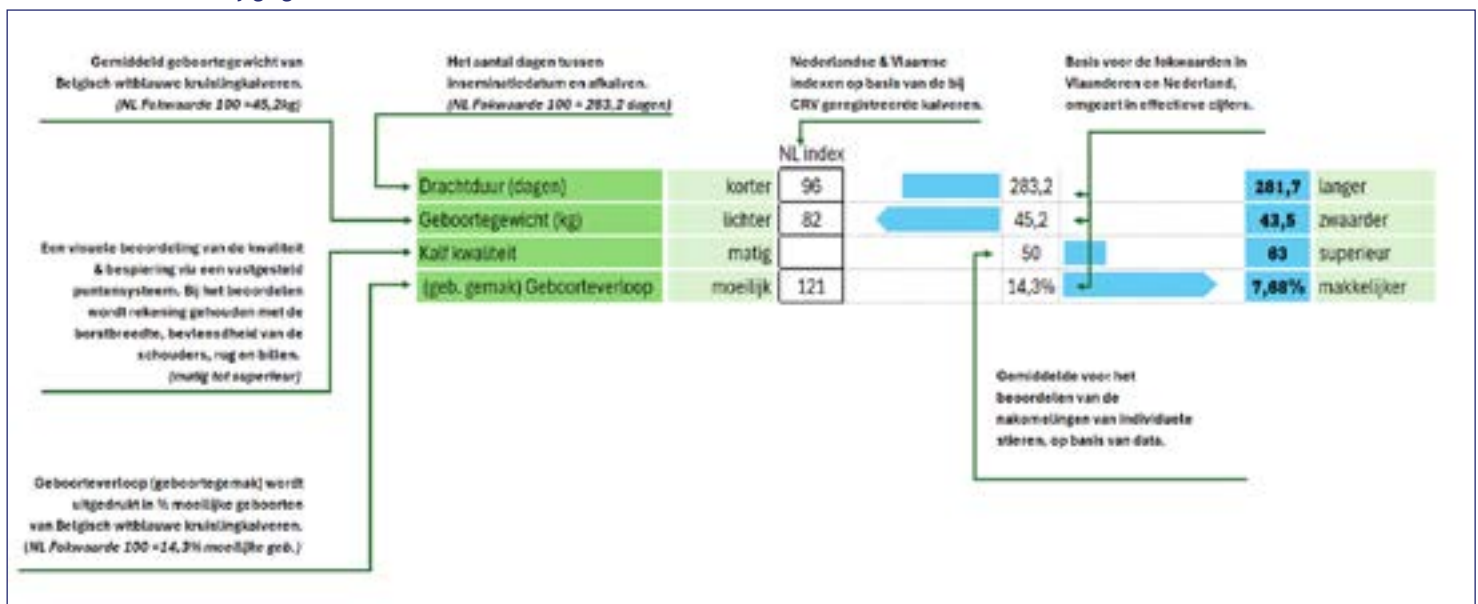 Gemiddeld geboortegewicht van
Belgisch witblauwe kruislingkalveren.
(NL Fokwaarde 100 =45,2kg)
Het aantal dagen tussen
inseminatiedatum en afkalven.
(NL Fokwaarde 100 = 283,2 dagen)
Nederlandse & Vlaamse
indexen op basis van de bij
CRV geregistreerde kalveren.
Basis voor de fokwaarden in
Vlaanderen en Nederland,
omgezet in effectieve cijfers.
NL index
Drachtduur (dagen) korter 96 283,2 281,7 langer
Geboortegewicht (kg) lichter 82 45,2 43,5 zwaarder
Kalf kwaliteit matig 50 63 superieur
(geb. gemak) Geboorteverloop moeilijk 121 14,3% 7,68% makkelijker
Een visuele beoordeling van de kwaliteit
& bespiering via een vastgesteld
puntensysteem. Bij het beoordelen
wordt rekening gehouden met de
borstbreedte, bevleesdheid van de
schouders, rug en billen.
(matig tot superieur)
Gemiddelde voor het
beoordelen van de
nakomelingen van individuele
stieren, op basis van data.
Geboorteverloop (geboortegemak) wordt
uitgedrukt in % moeilijke geboorten
van Belgisch witblauwe kruislingkalveren.
(NL Fokwaarde 100 =14,3% moeilijke geb.)